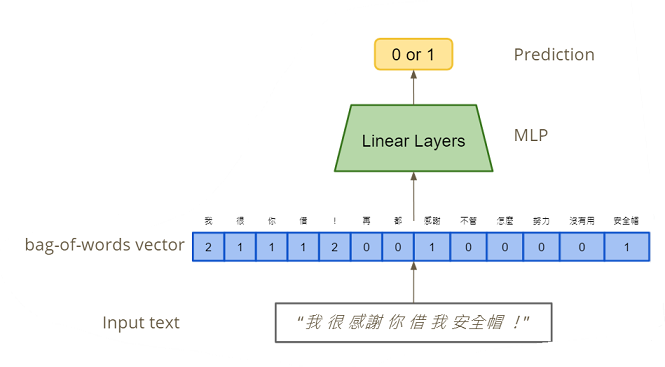 0 or 1 Prediction
Linear Layers MLP
我 很 你 借 ! 再 都 感謝 不管 怎麼 努力 沒有用 安全帽
bag-of-words vector 2 1 1 1 2 0 0 1 0 0 0 0 1
Input text “我 很 感謝 你 借 我 安全帽 ！”